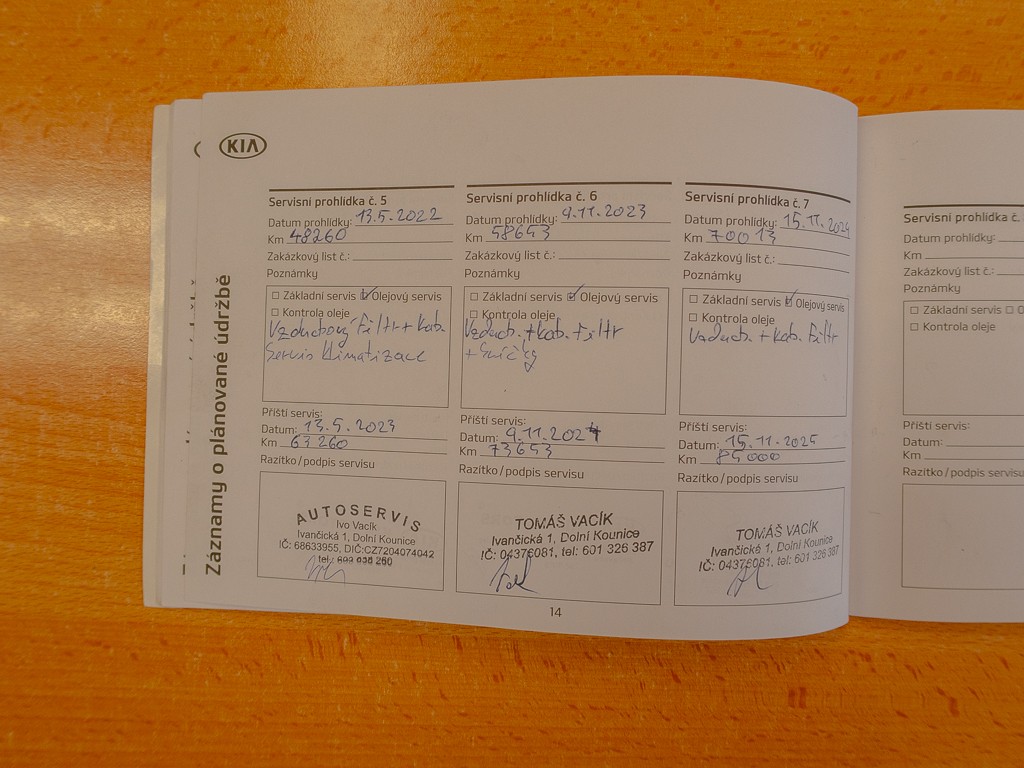 KIA
Záznamy o plánované údržbě
Servisní prohlídka č. 5
Datum prohlídky: 13.5.2022
Km 48260
Zakázkový list č.:
Poznámky
Základní servis Olejový servis
Kontrola oleje
Vzduchový filtr + kab.
Servis klimatizace
Příští servis:
Datum: 13.5.2023
Km 63260
Razítko/podpis servisu
AUTOSERVIS
Ivo Vacík
Ivančická 1, Dolní Kounice
IČ: 68633955, DIČ:CZ7204074042
tel:
Servisní prohlídka č. 6
Datum prohlídky: 9.11.2023
Km 58653
Zakázkový list č.:
Poznámky
Základní servis Olejový servis
Kontrola oleje
Vzduch. + kab. filtr
+ svíčky
Příští servis:
Datum: 9.11.2024
Km 73653
Razítko/podpis servisu
TOMÁŠ VACÍK
Ivančická 1, Dolní Kounice
IČ: 04376081, tel: 601 326 387
Servisní prohlídka č. 7
Datum prohlídky: 15.11.2024
Km 70013
Zakázkový list č.:
Poznámky
Základní servis Olejový servis
Kontrola oleje
Vzduch. + kab. filtr
Příští servis:
Datum: 15.11.2025
Km 85000
Razítko/podpis servisu
TOMÁŠ VACÍK
Ivančická 1, Dolní Kounice
IČ: 04376081, tel: 601 326 387
14
Servisní prohlídka č.
Datum prohlídky:
Km
Zakázkový list č.:
Poznámky
Základní servis
Kontrola oleje
Příští servis:
Datum:
Km
Razítko/podpis servisu